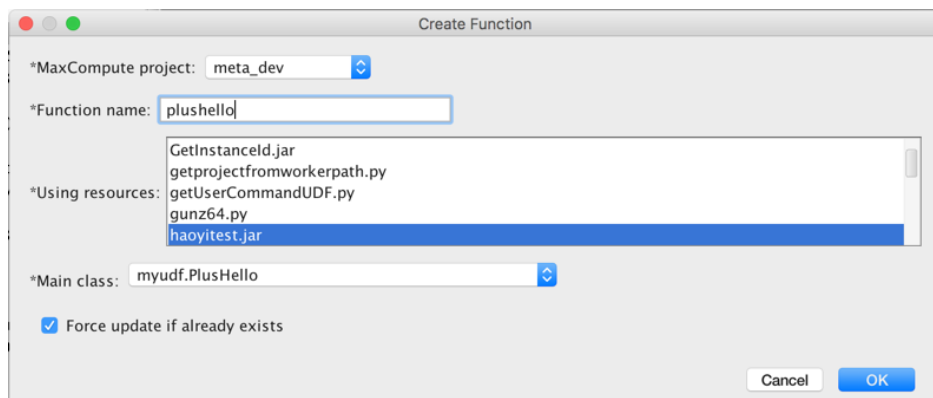 Create Function
*MaxCompute project: meta_dev
*Function name: plushello
GetInstanceId.jar
getprojectfromworkerpath.py
*Using resources: getUserCommandUDF.py
gunz64.py
haoyitest.jar
*Main class: myudf.PlusHello
Force update if already exists
Cancel OK